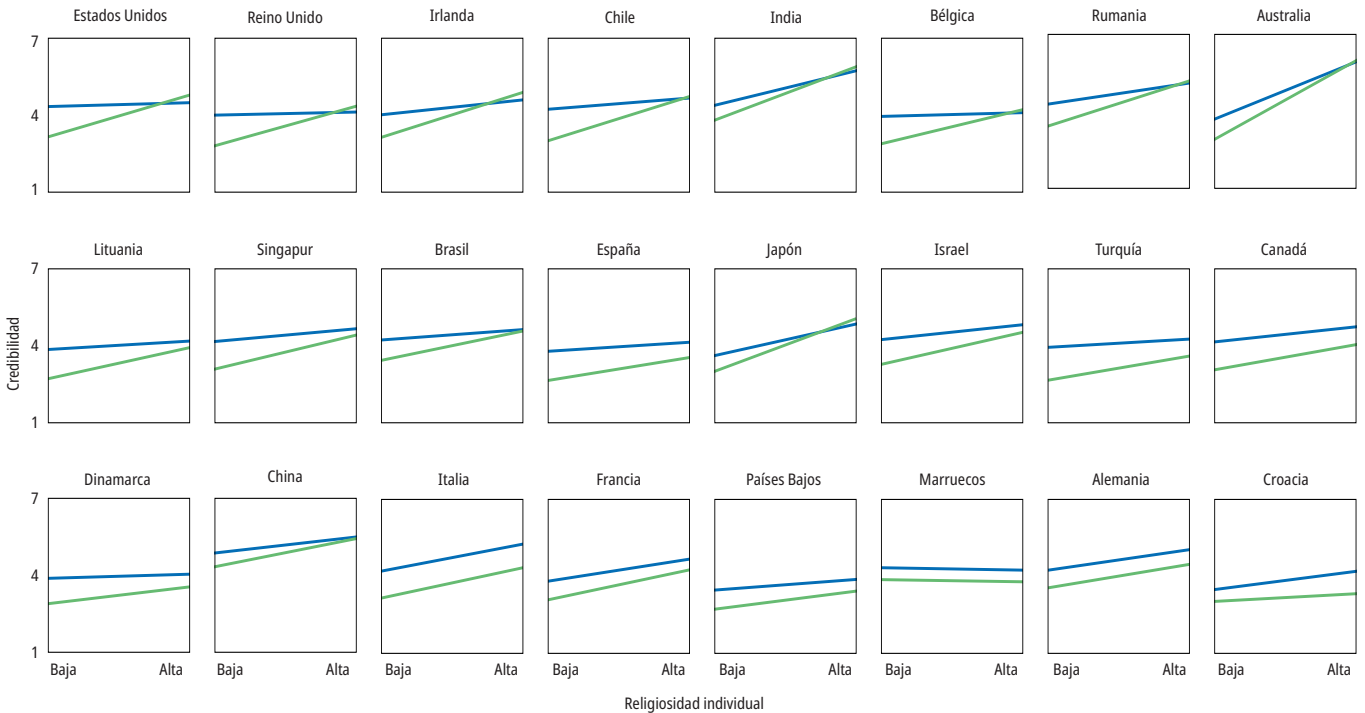 Estados Unidos
Reino Unido
Irlanda
Chile
India
Bélgica
Rumania
Australia
7
4
1
Lituania
Singapur
Brasil
España
Japón
Israel
Turquía
Canadá
7
4
1
Credibilidad
Dinamarca
China
Italia
Francia
Países Bajos
Marruecos
Alemania
Croacia
7
4
1
Baja Alta
Baja Alta
Baja Alta
Baja Alta
Baja Alta
Baja Alta
Baja Alta
Baja Alta
Religiosidad individual